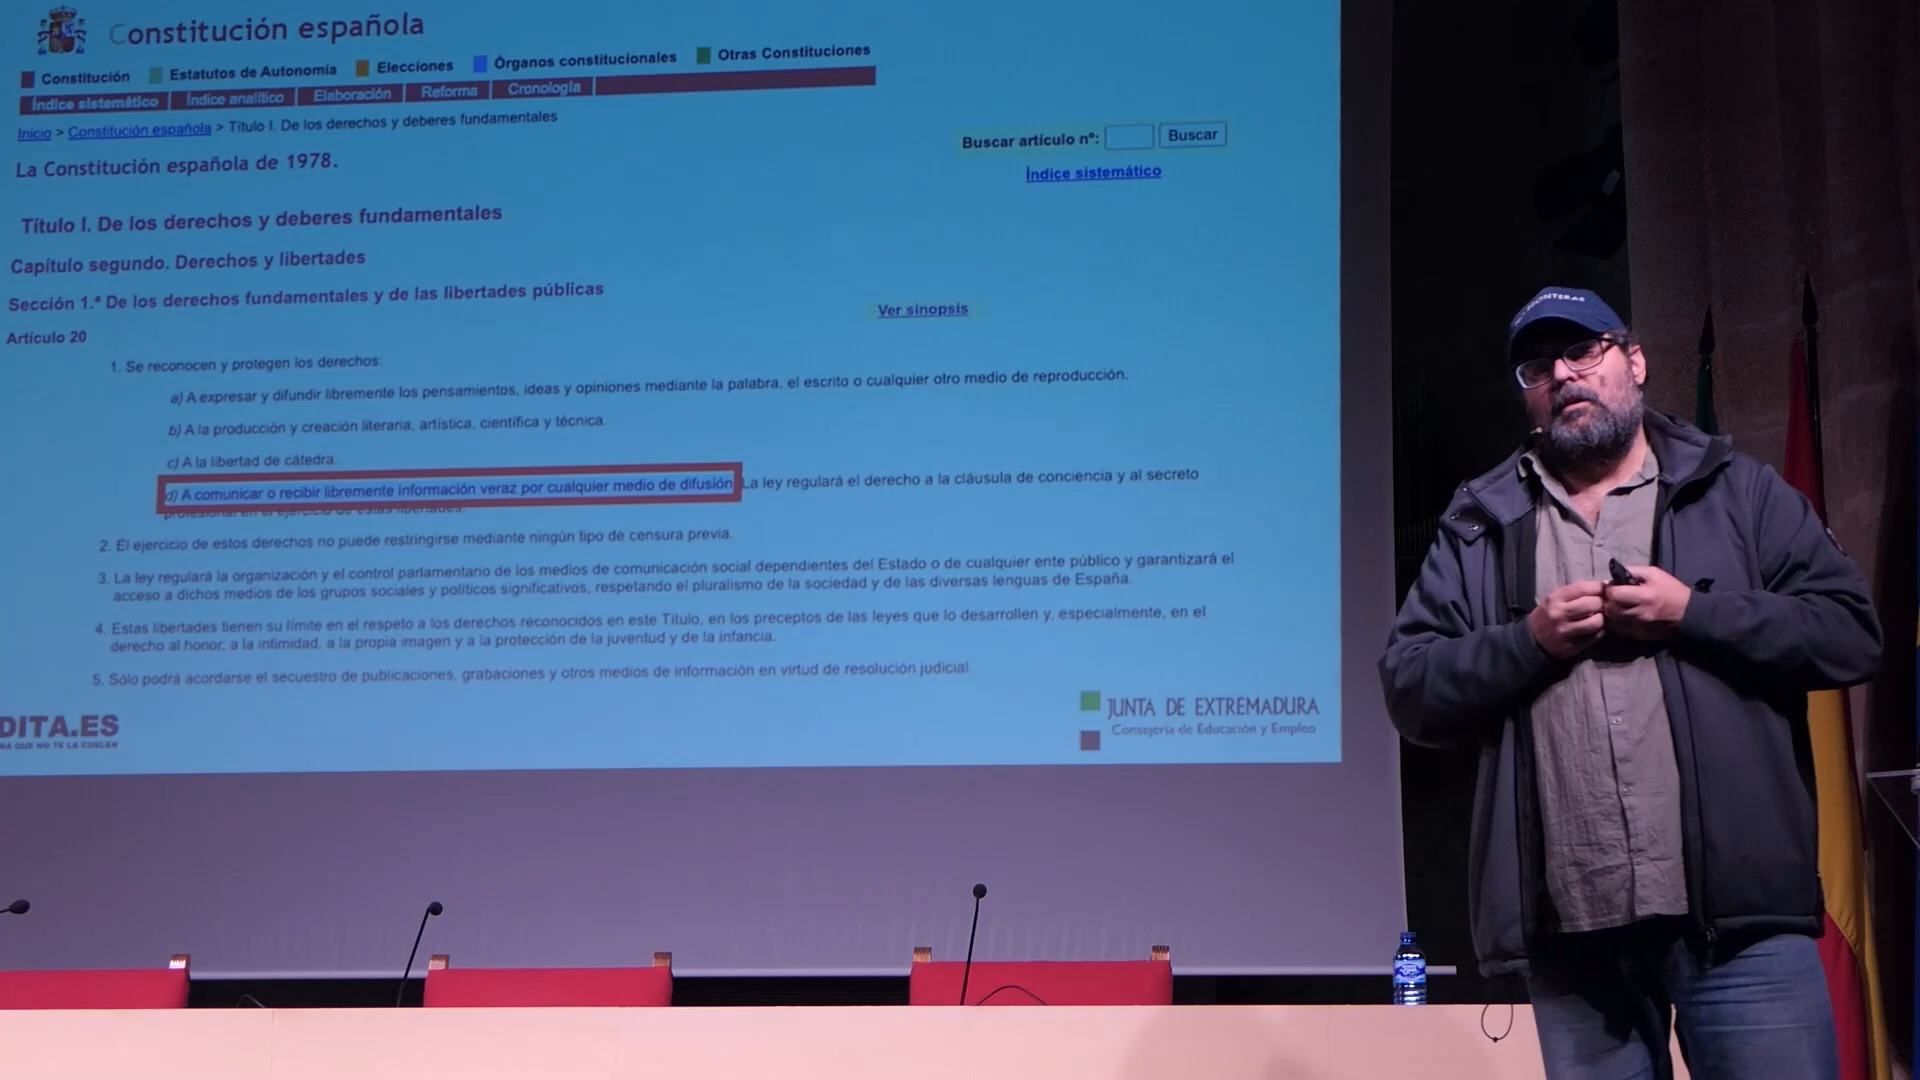 Constitución española
Constitución Estatutos de Autonomía Elecciones Órganos constitucionales Otras Constituciones
Índice sistemático Índice analítico Elaboración Reforma Cronología
Inicio > Constitución española > Título I. De los derechos y deberes fundamentales
Buscar artículo nº: Buscar
La Constitución española de 1978.
Índice sistemático
Título I. De los derechos y deberes fundamentales
Capítulo segundo. Derechos y libertades
Sección 1.ª De los derechos fundamentales y de las libertades públicas
Ver sinopsis
Artículo 20
1. Se reconocen y protegen los derechos:
a) A expresar y difundir libremente los pensamientos, ideas y opiniones mediante la palabra, el escrito o cualquier otro medio de reproducción.
b) A la producción y creación literaria, artística, científica y técnica.
c) A la libertad de cátedra.
d) A comunicar o recibir libremente información veraz por cualquier medio de difusión. La ley regulará el derecho a la cláusula de conciencia y al secreto
profesional en el ejercicio de estas libertades.
2. El ejercicio de estos derechos no puede restringirse mediante ningún tipo de censura previa.
3. La ley regulará la organización y el control parlamentario de los medios de comunicación social dependientes del Estado o de cualquier ente público y garantizará el
acceso a dichos medios de los grupos sociales y políticos significativos, respetando el pluralismo de la sociedad y de las diversas lenguas de España.
4. Estas libertades tienen su límite en el respeto a los derechos reconocidos en este Título, en los preceptos de las leyes que lo desarrollen y, especialmente, en el
derecho al honor, a la intimidad, a la propia imagen y a la protección de la juventud y de la infancia.
5. Sólo podrá acordarse el secuestro de publicaciones, grabaciones y otros medios de información en virtud de resolución judicial.
DITA.ES
RA QUE NO TE LA CUELEN
JUNTA DE EXTREMADURA
Consejería de Educación y Empleo